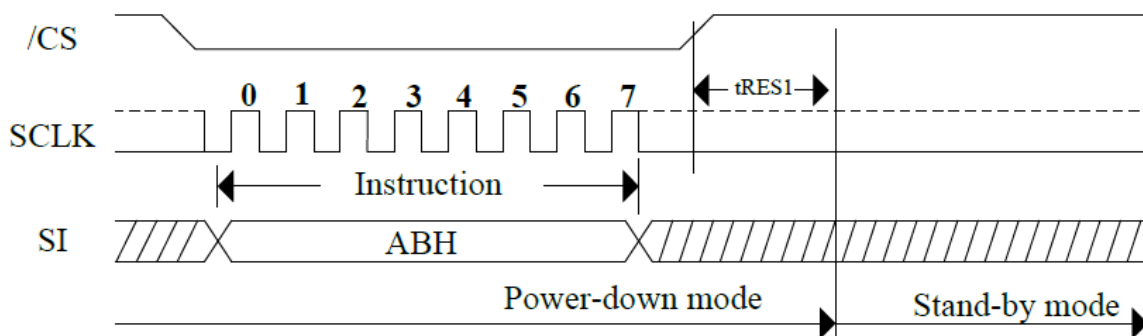 /CS
tRES1
0 1 2 3 4 5 6 7
SCLK
Instruction
SI
ABH
Power-down mode
Stand-by mode